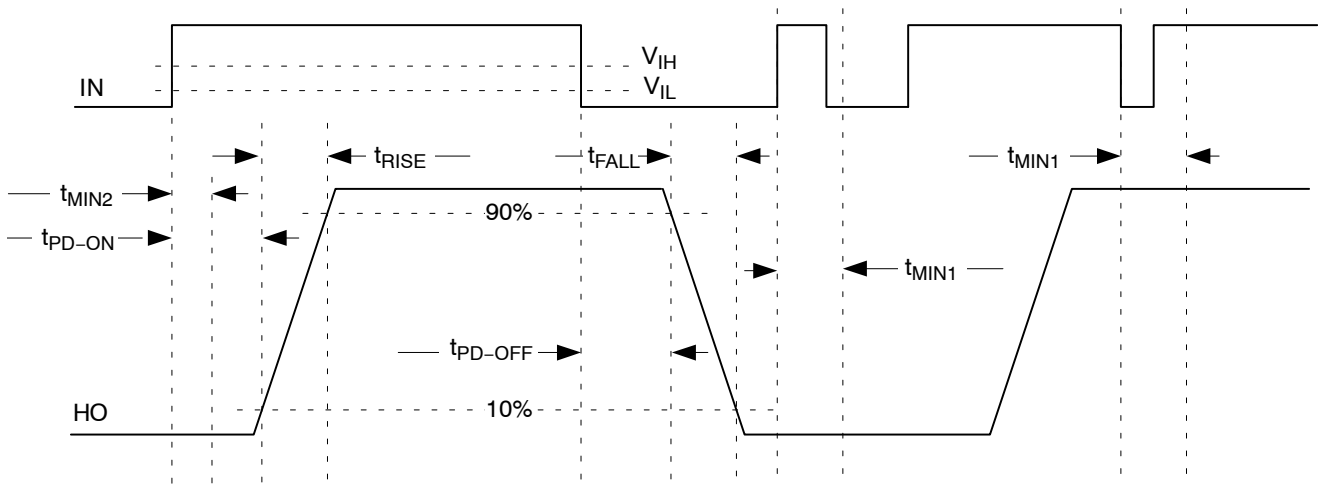 V_IH
IN
V_IL
t_RISE
t_FALL
t_MIN1
t_MIN2
90%
t_PD−ON
t_MIN1
t_PD−OFF
HO
10%